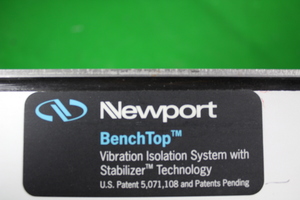 Newport
BenchTop™
Vibration Isolation System with
Stabilizer™ Technology
U.S. Patent 5,071,108 and Patents Pending